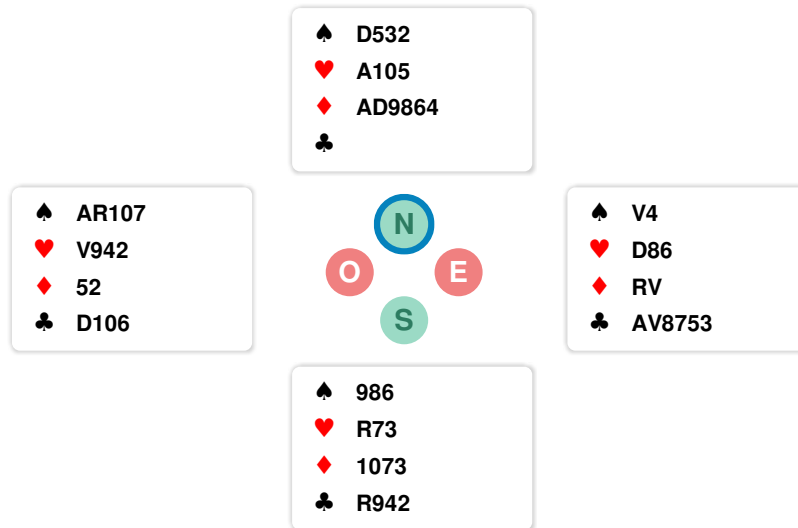 ♠ D532
♥ A105
♦ AD9864
♣
♠ AR107
♥ V942
♦ 52
♣ D106
N
O E
S
♠ V4
♥ D86
♦ RV
♣ AV8753
♠ 986
♥ R73
♦ 1073
♣ R942